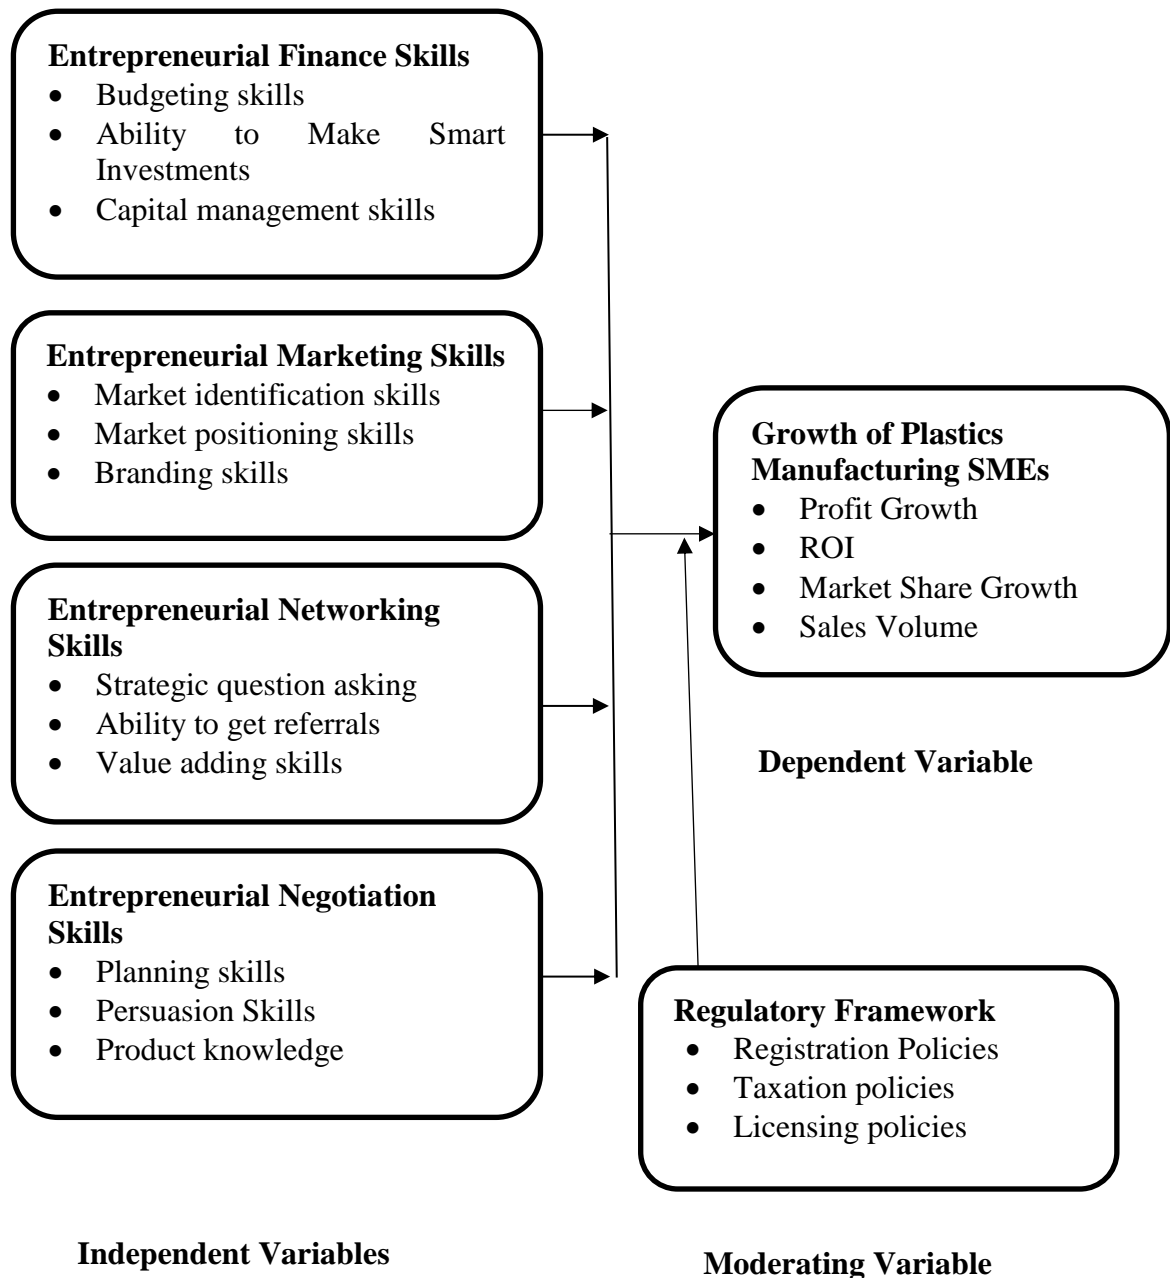 Entrepreneurial Finance Skills
• Budgeting skills
• Ability to Make Smart
Investments
• Capital management skills
Entrepreneurial Marketing Skills
• Market identification skills
• Market positioning skills
• Branding skills
Entrepreneurial Networking
Skills
• Strategic question asking
• Ability to get referrals
• Value adding skills
Entrepreneurial Negotiation
Skills
• Planning skills
• Persuasion Skills
• Product knowledge
Independent Variables
Growth of Plastics
Manufacturing SMEs
• Profit Growth
• ROI
• Market Share Growth
• Sales Volume
Dependent Variable
Regulatory Framework
• Registration Policies
• Taxation policies
• Licensing policies
Moderating Variable